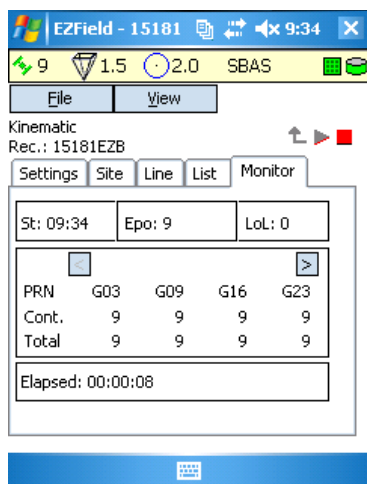 EZField - 15181 9:34
9 1.5 2.0 SBAS
File View
Kinematic
Rec.: 15181EZB
Settings Site Line List Monitor
St: 09:34 Epo: 9 LoL: 0
< >
PRN G03 G09 G16 G23
Cont. 9 9 9 9
Total 9 9 9 9
Elapsed: 00:00:08